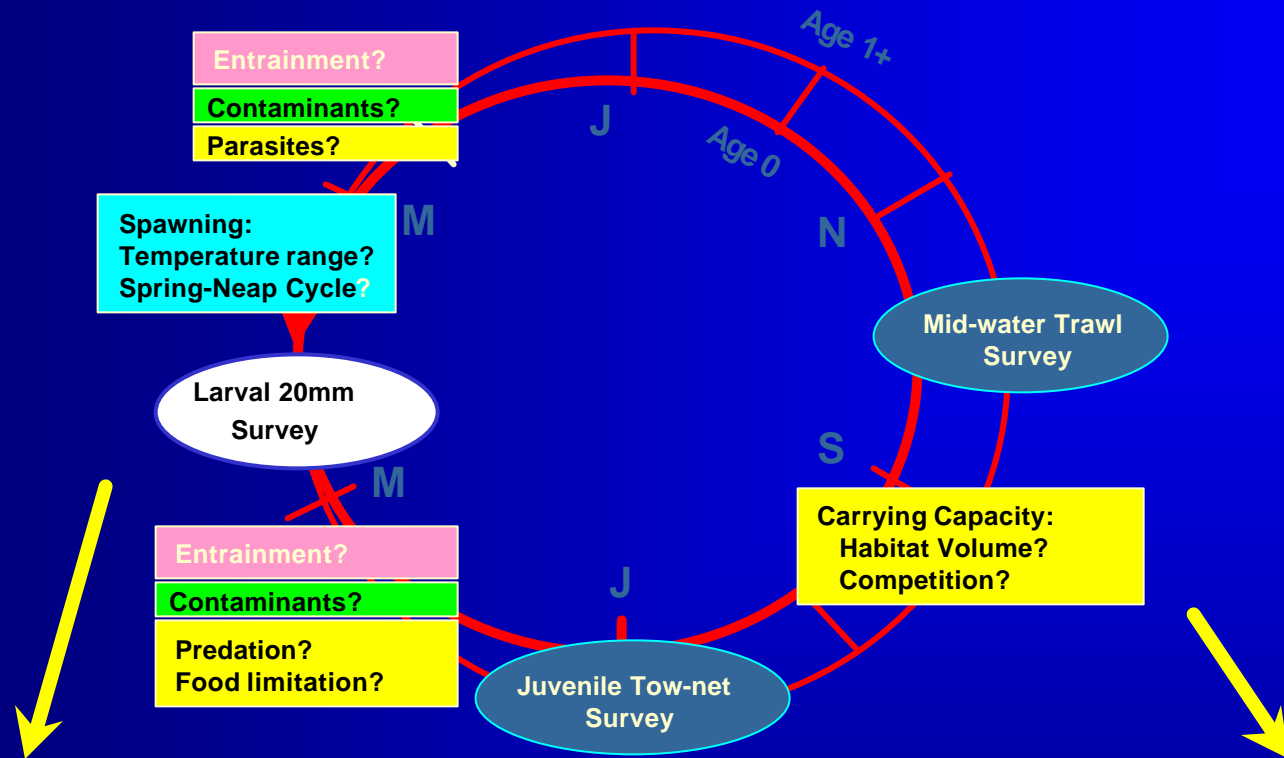 Age 1+
Entrainment?
Contaminants?
Parasites?
J
Age 0
M
N
Spawning:
Temperature range?
Spring-Neap Cycle?
Mid-water Trawl
Survey
Larval 20mm
Survey
S
M
Carrying Capacity:
Habitat Volume?
Competition?
Entrainment?
Contaminants?
Predation?
Food limitation?
J
Juvenile Tow-net
Survey